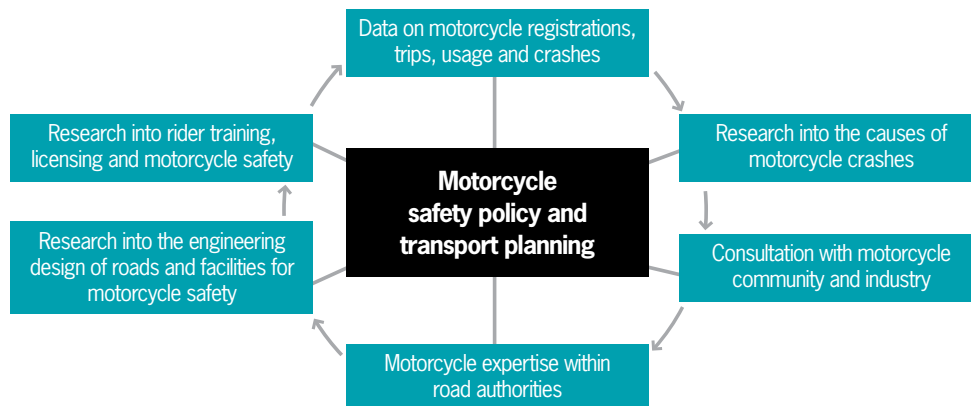 Data on motorcycle registrations,
trips, usage and crashes
Research into the causes of
motorcycle crashes
Consultation with motorcycle
community and industry
Motorcycle expertise within
road authorities
Research into the engineering
design of roads and facilities for
motorcycle safety
Research into rider training,
licensing and motorcycle safety
Motorcycle
safety policy and
transport planning